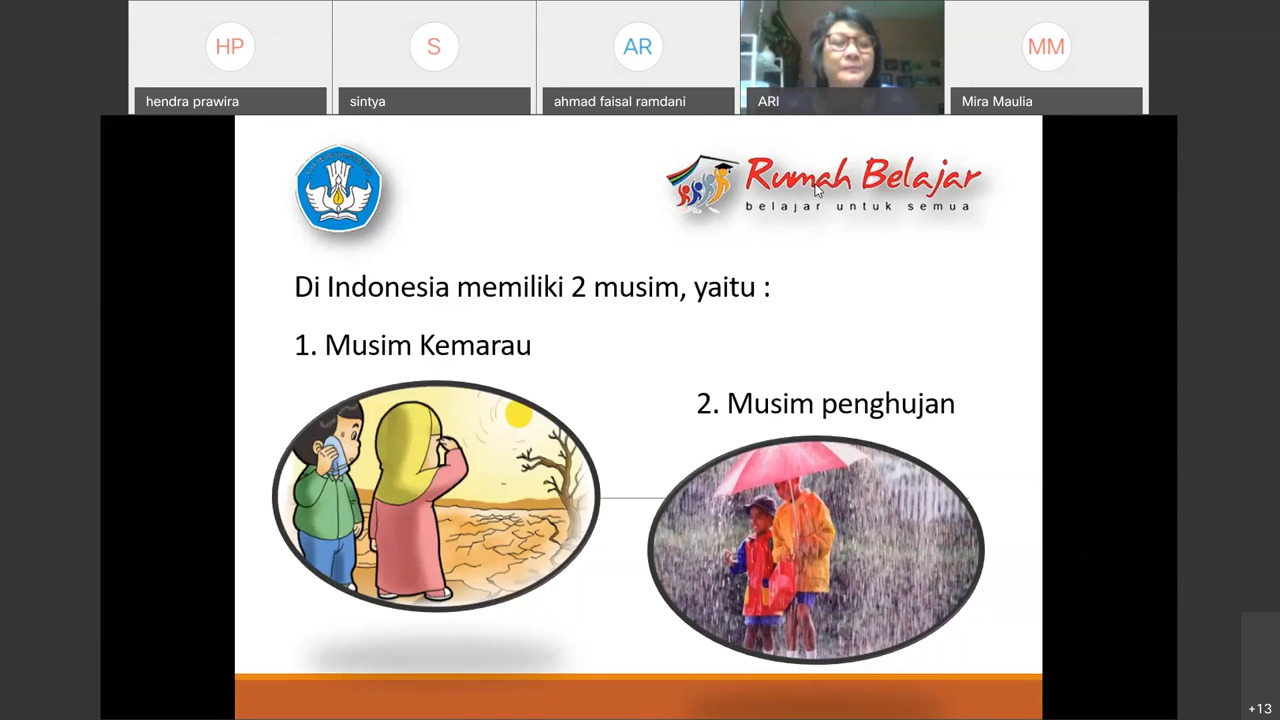 HP
S
AR
MM
hendra prawira
sintya
ahmad faisal ramdani
ARI
Mira Maulia
Rumah Belajar
belajar untuk semua
Di Indonesia memiliki 2 musim, yaitu :
1. Musim Kemarau
2. Musim penghujan
+13